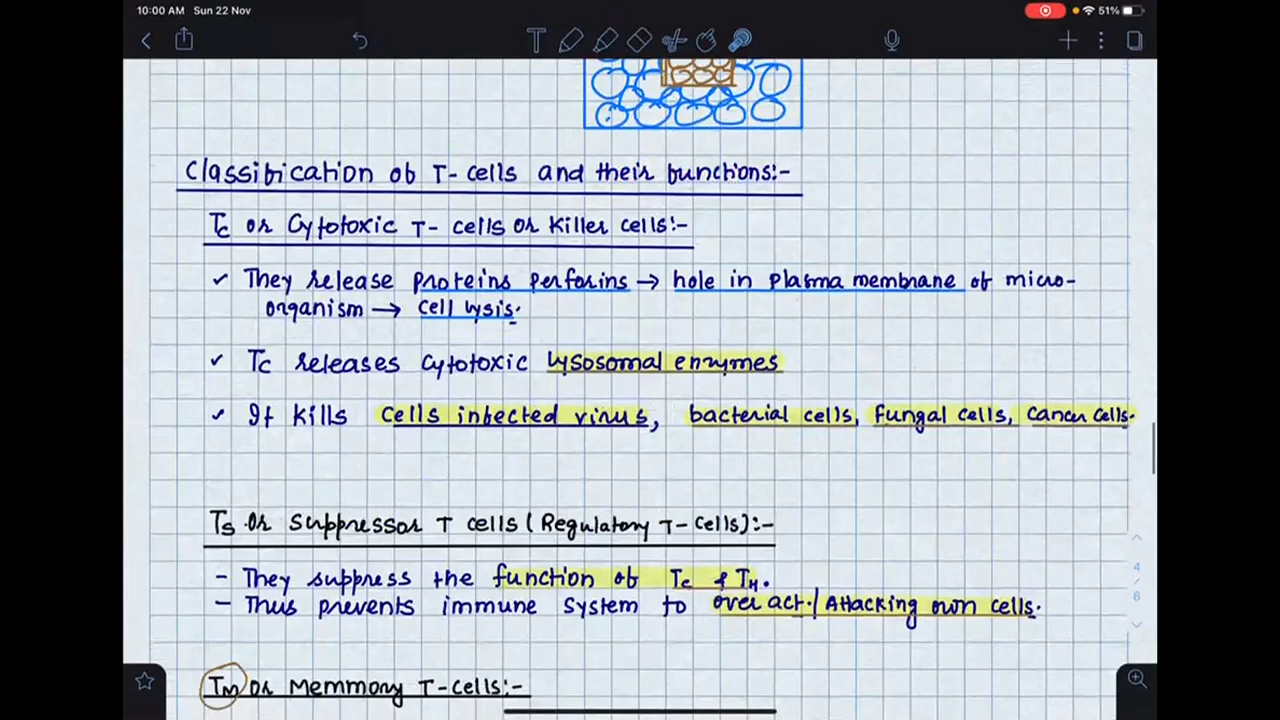 10:00 AM Sun 22 Nov
51%
Classification of T-cells and their functions:-
Tc or Cytotoxic T-cells or Killer cells:-
✓ They release proteins perforins → hole in plasma membrane of micro-
organism → cell lysis.
✓ Tc releases cytotoxic lysosomal enzymes
✓ It kills cells infected virus, bacterial cells, fungal cells, cancer cells.
Ts or Suppressor T cells (Regulatory T-cells):-
- They suppress the function of Tc & TH.
- Thus prevents immune system to over act./Attacking own cells.
4
6
TM or Memmory T-cells:-